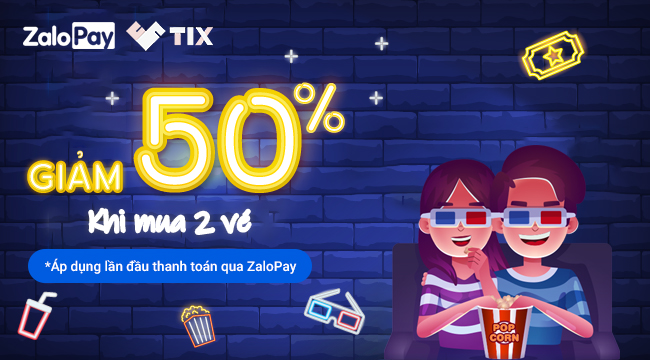 ZaloPay TIX
GIẢM 50%
Khi mua 2 vé
*Áp dụng lần đầu thanh toán qua ZaloPay
POP
CORN